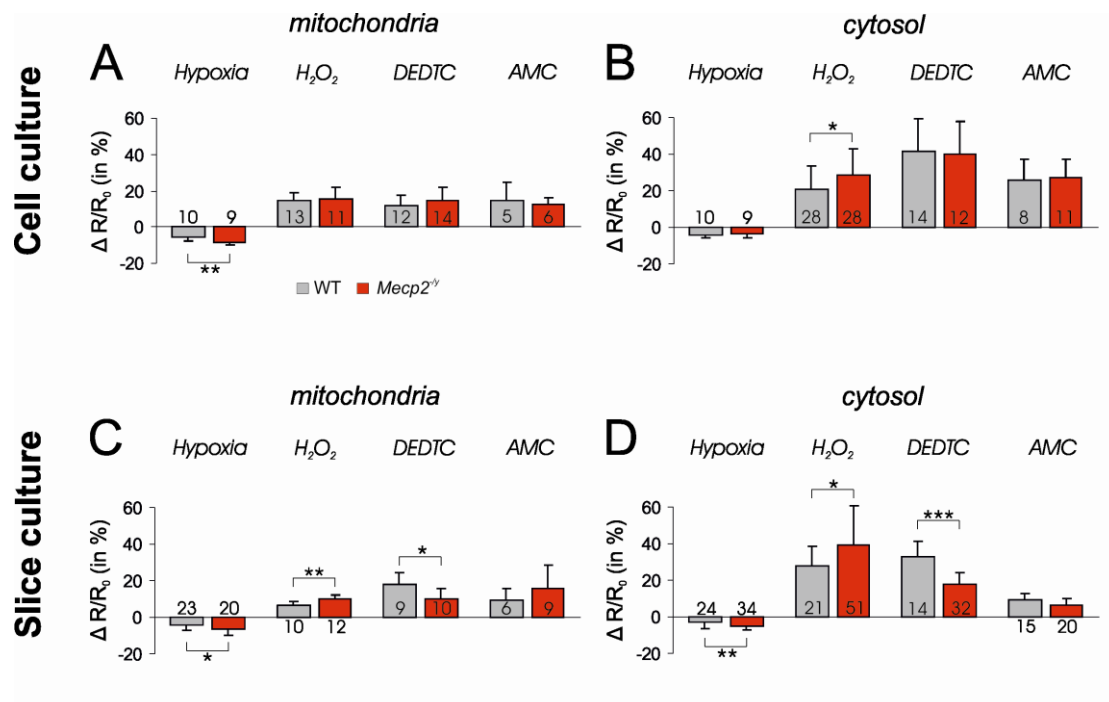 mitochondria
cytosol
Cell culture
A
Hypoxia H₂O₂ DEDTC AMC
Δ R/R₀ (in %)
60
40
20
0
-20
10 9 13 11 12 14 5 6
**
WT Mecp2⁻ᐟʸ
B
Hypoxia H₂O₂ DEDTC AMC
Δ R/R₀ (in %)
60
40
20
0
-20
*
10 9 28 28 14 12 8 11
mitochondria
cytosol
Slice culture
C
Hypoxia H₂O₂ DEDTC AMC
Δ R/R₀ (in %)
60
40
20
0
-20
** *
23 20 10 12 9 10 6 9
*
D
Hypoxia H₂O₂ DEDTC AMC
Δ R/R₀ (in %)
60
40
20
0
-20
* ***
24 34 21 51 14 32 15 20
**